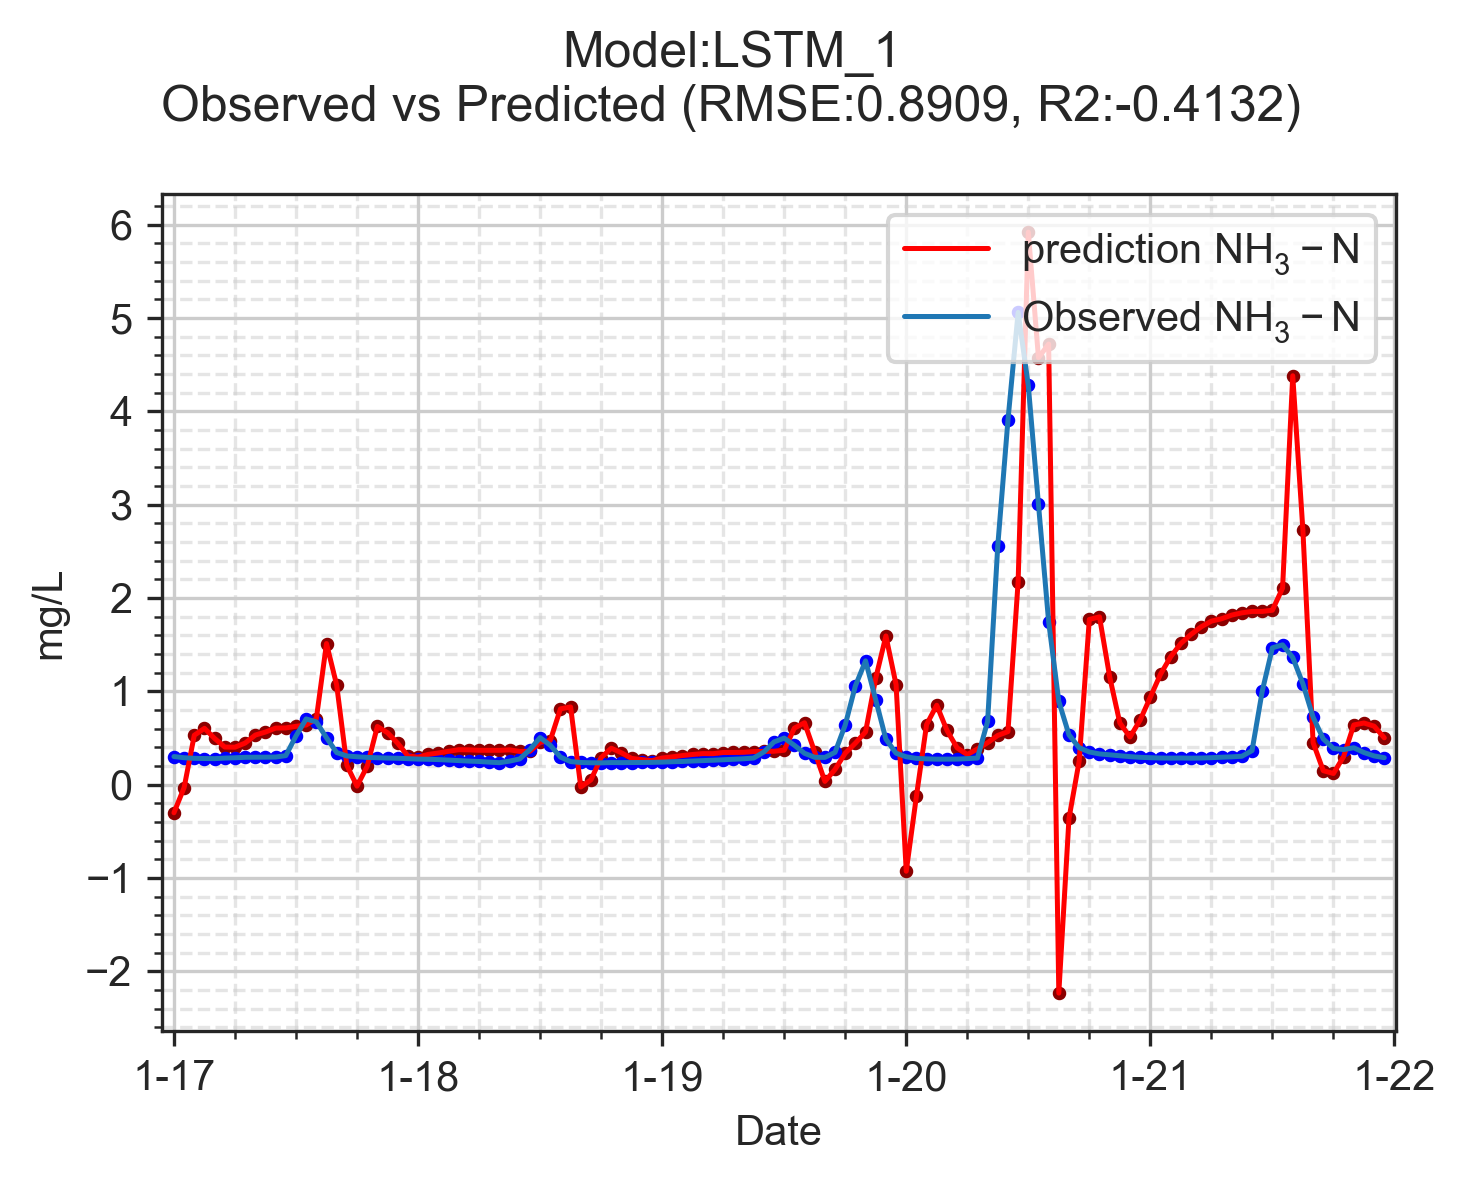 Model:LSTM_1
Observed vs Predicted (RMSE:0.8909, R2:-0.4132)
prediction NH₃ − N
Observed NH₃ − N
6
5
4
3
2
1
0
−1
−2
mg/L
1-17 1-18 1-19 1-20 1-21 1-22
Date